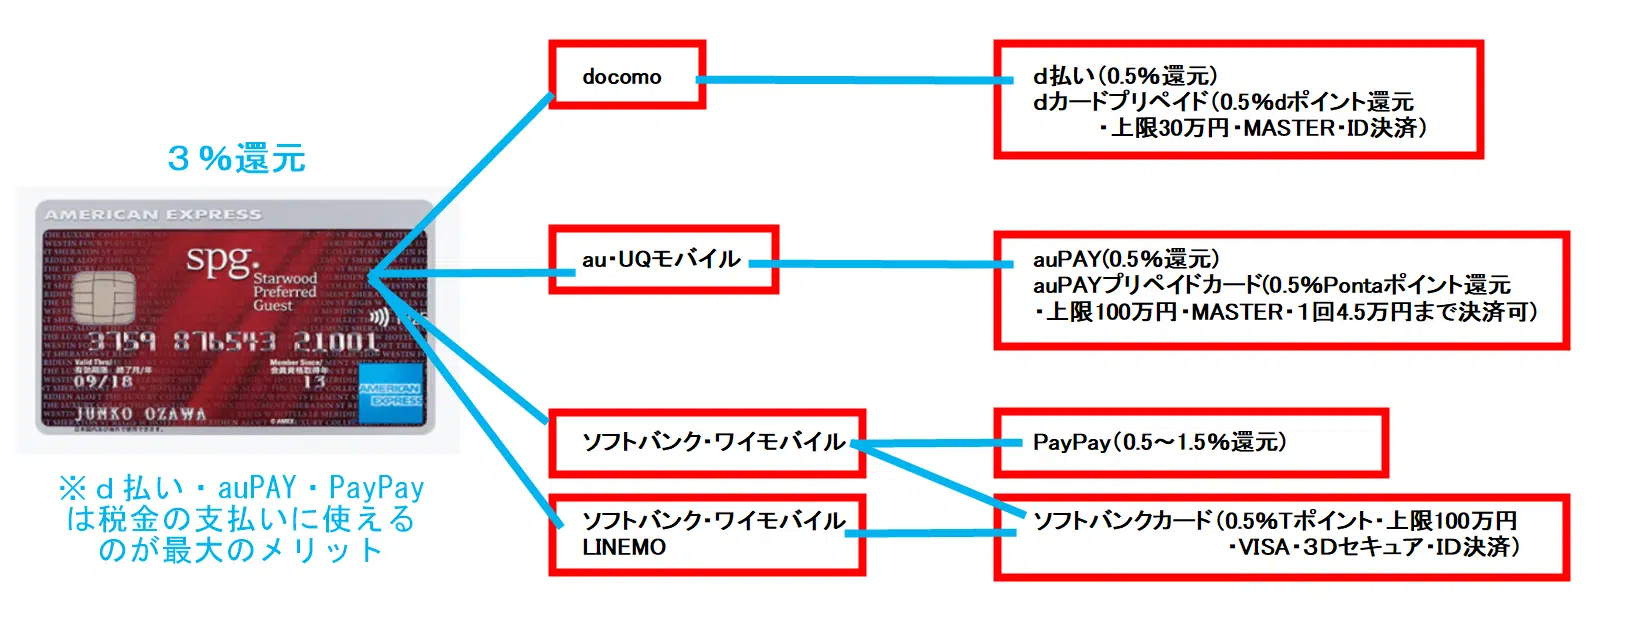 ３％還元
AMERICAN EXPRESS
spg.
Starwood
Preferred
Guest
3759 876543 21001
Valid Thru
有効期限 終了月/年
Member Since/
会員資格取得年
09/18
13
AMERICAN
EXPRESS
JUNKO OZAWA
© AMEX
※ｄ払い・auPAY・PayPay
は税金の支払いに使える
のが最大のメリット
docomo
ｄ払い（0.5％還元）
dカードプリペイド（0.5%dポイント還元
・上限30万円・MASTER・ID決済）
au・UQモバイル
auPAY(0.5％還元）
auPAYプリペイドカード(0.5%Pontaポイント還元
・上限100万円・MASTER・１回4.5万円まで決済可）
ソフトバンク・ワイモバイル
PayPay（0.5～1.5％還元）
ソフトバンク・ワイモバイル
LINEMO
ソフトバンクカード（0.5%Tポイント・上限100万円
・VISA・３Dセキュア・ID決済）